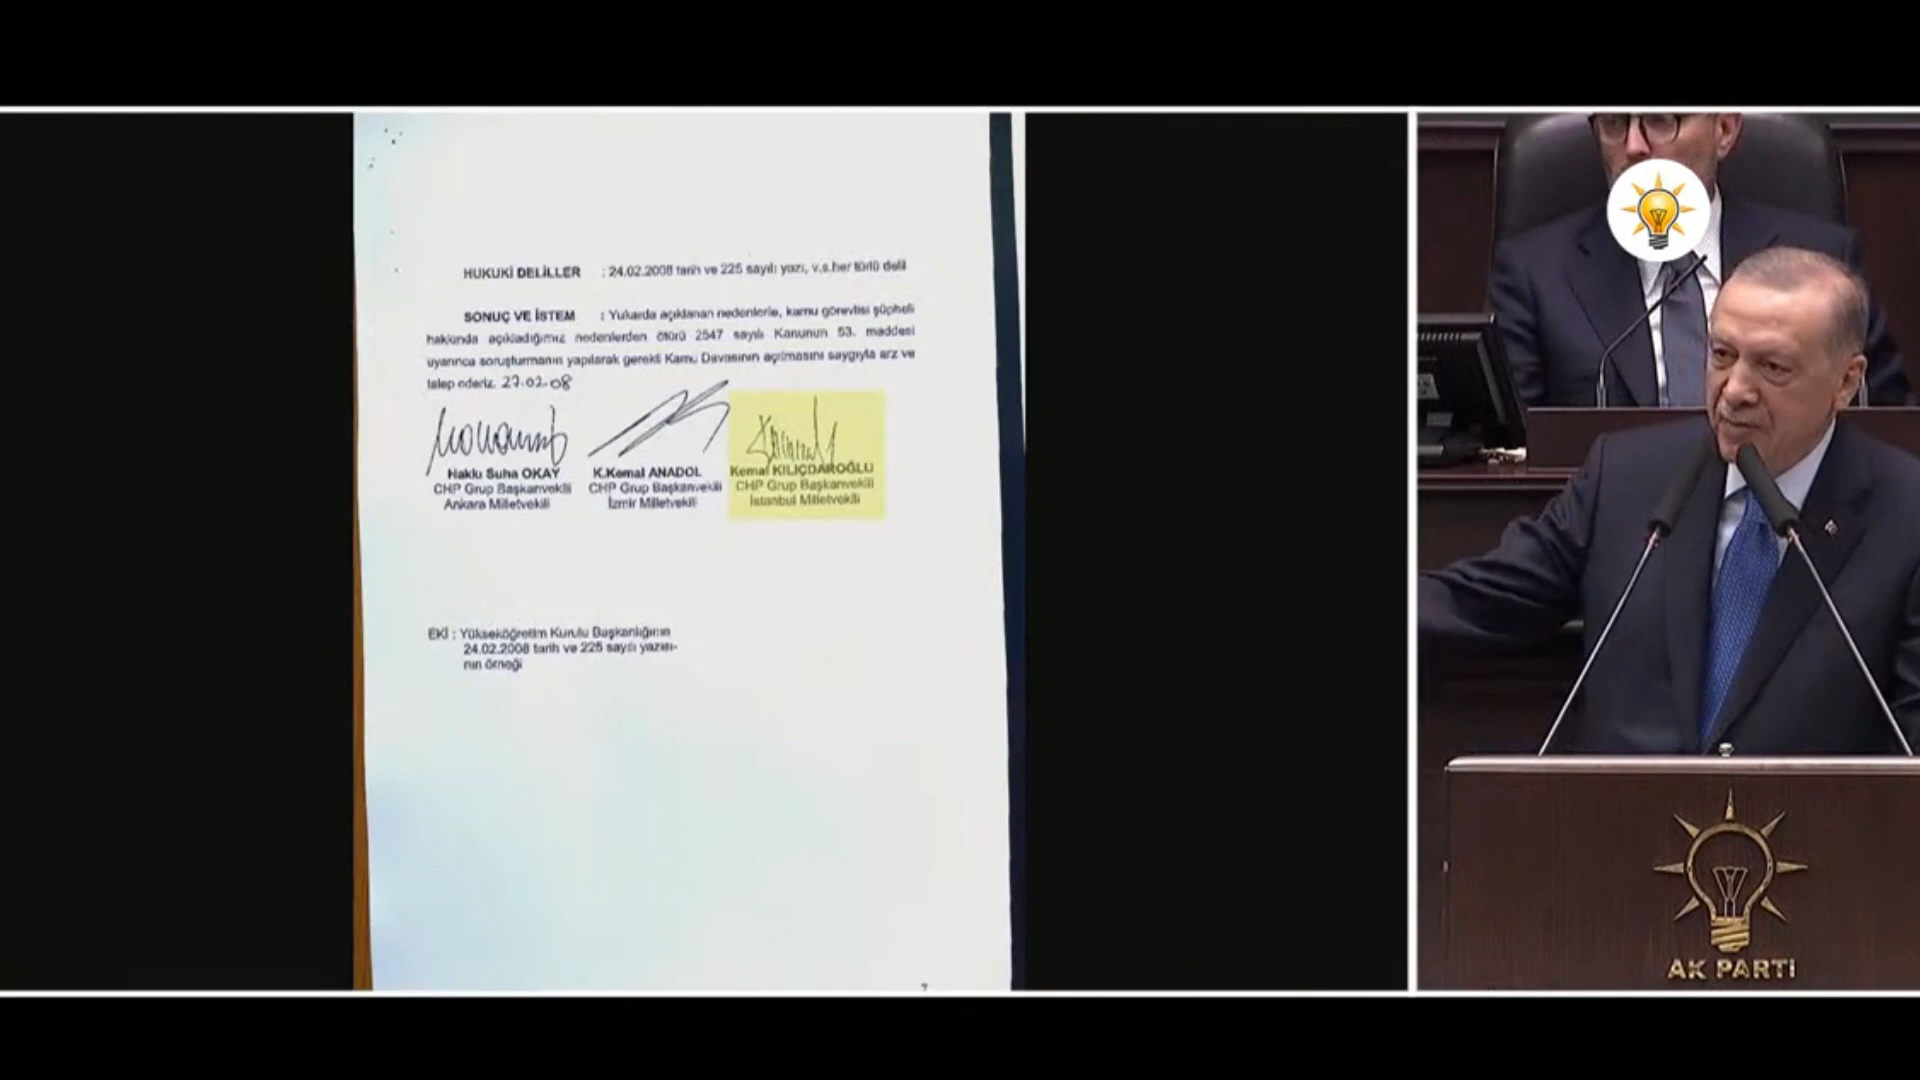 HUKUKİ DELİLLER : 24.02.2008 tarih ve 225 sayılı yazı, v.s.her türlü delil
SONUÇ VE İSTEM : Yukarda açıklanan nedenlerle, kamu görevlisi şüpheli
hakkında açıkladığımız nedenlerden ötürü 2547 sayılı Kanunun 53. maddesi
uyarınca soruşturmanın yapılarak gerekli Kamu Davasının açılmasını saygıyla arz ve
talep ederiz. 27.02.08
Hakkı Suha OKAY
CHP Grup Başkanvekili
Ankara Milletvekili
K.Kemal ANADOL
CHP Grup Başkanvekili
İzmir Milletvekili
Kemal KILIÇDAROĞLU
CHP Grup Başkanvekili
İstanbul Milletvekili
EKİ : Yükseköğretim Kurulu Başkanlığının
24.02.2008 tarih ve 225 sayılı yazısı-
nın örneği
7
AK PARTİ